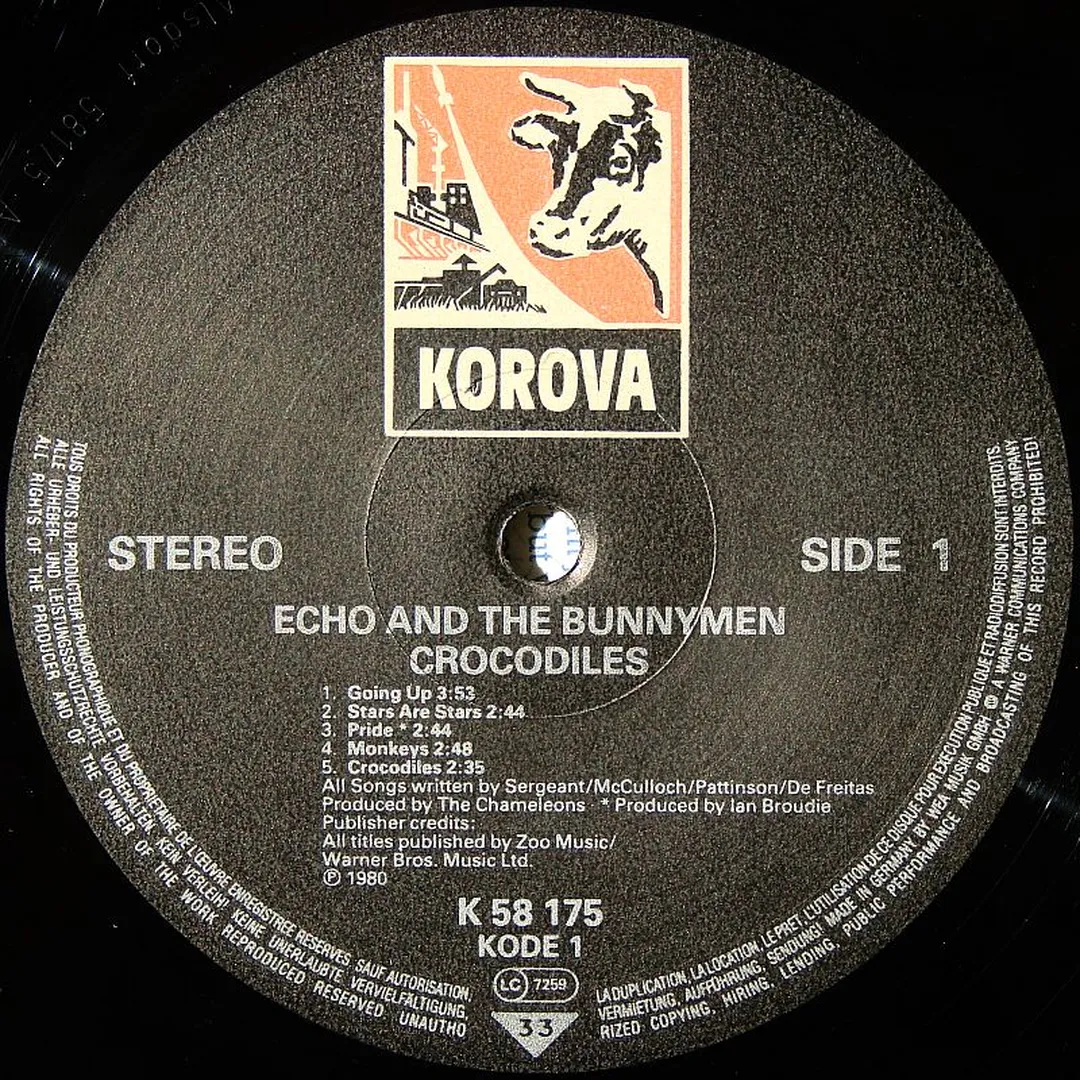 Alsdorf 58175 A
KOROVA
STEREO
SIDE 1
ECHO AND THE BUNNYMEN
CROCODILES
1. Going Up 3:53
2. Stars Are Stars 2:44
3. Pride * 2:44
4. Monkeys 2:48
5. Crocodiles 2:35
All Songs written by Sergeant/McCulloch/Pattinson/De Freitas
Produced by The Chameleons * Produced by Ian Broudie
Publisher credits:
All titles published by Zoo Music/
Warner Bros. Music Ltd.
℗ 1980
K 58 175
KODE 1
LC 7259
33
TOUS DROITS DU PRODUCTEUR PHONOGRAPHIQUE ET DU PROPRIETAIRE DE L'ŒUVRE ENREGISTREE RESERVES. SAUF AUTORISATION, LA DUPLICATION, LA LOCATION, LE PRET, L'UTILISATION DE CE DISQUE POUR EXECUTION PUBLIQUE ET RADIODIFFUSION SONT INTERDITS.
ALLE URHEBER- UND LEISTUNGSSCHUTZRECHTE VORBEHALTEN. KEIN VERLEIH! KEINE UNERLAUBTE VERVIELFÄLTIGUNG, VERMIETUNG, AUFFÜHRUNG, SENDUNG! MADE IN GERMANY BY WEA MUSIK GMBH A WARNER COMMUNICATIONS COMPANY
ALL RIGHTS OF THE PRODUCER AND OF THE OWNER OF THE WORK REPRODUCED RESERVED UNAUTHORIZED COPYING, HIRING, LENDING, PUBLIC PERFORMANCE AND BROADCASTING OF THIS RECORD PROHIBITED!